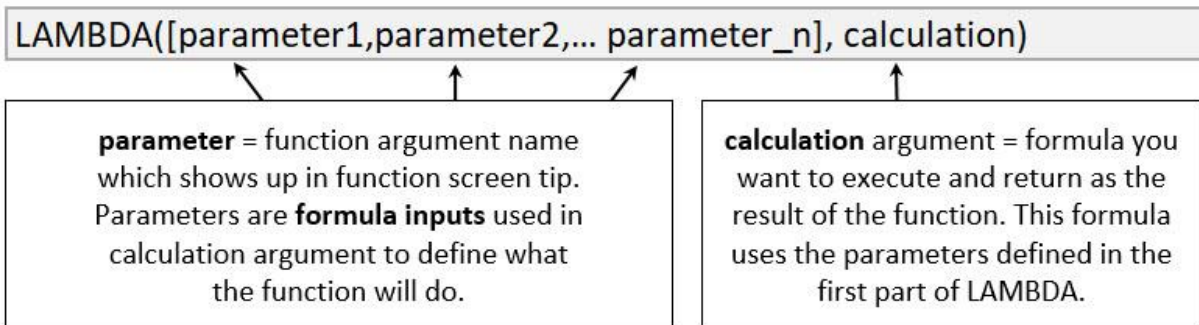 LAMBDA([parameter1,parameter2,... parameter_n], calculation)
parameter = function argument name
which shows up in function screen tip.
Parameters are formula inputs used in
calculation argument to define what
the function will do.
calculation argument = formula you
want to execute and return as the
result of the function. This formula
uses the parameters defined in the
first part of LAMBDA.